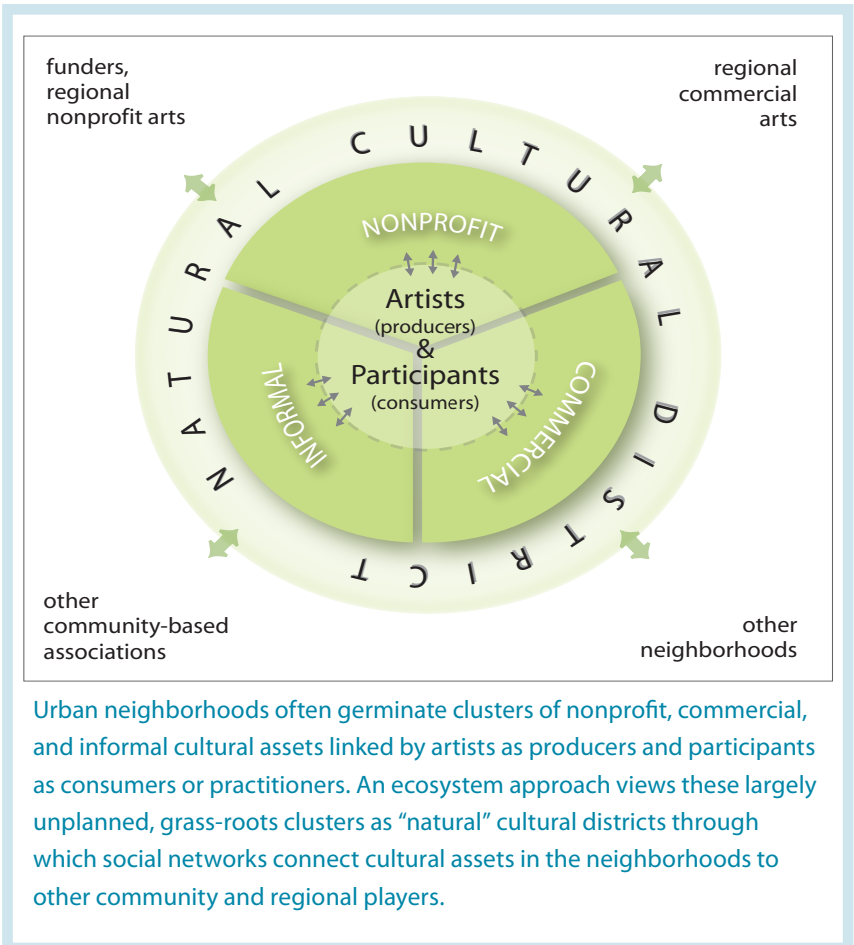 funders,
regional
nonprofit arts
regional
commercial
arts
NATURAL CULTURAL DISTRICT
NONPROFIT
Artists
(producers)
&
Participants
(consumers)
INFORMAL
COMMERCIAL
other
community-based
associations
other
neighborhoods
Urban neighborhoods often germinate clusters of nonprofit, commercial,
and informal cultural assets linked by artists as producers and participants
as consumers or practitioners. An ecosystem approach views these largely
unplanned, grass-roots clusters as “natural” cultural districts through
which social networks connect cultural assets in the neighborhoods to
other community and regional players.